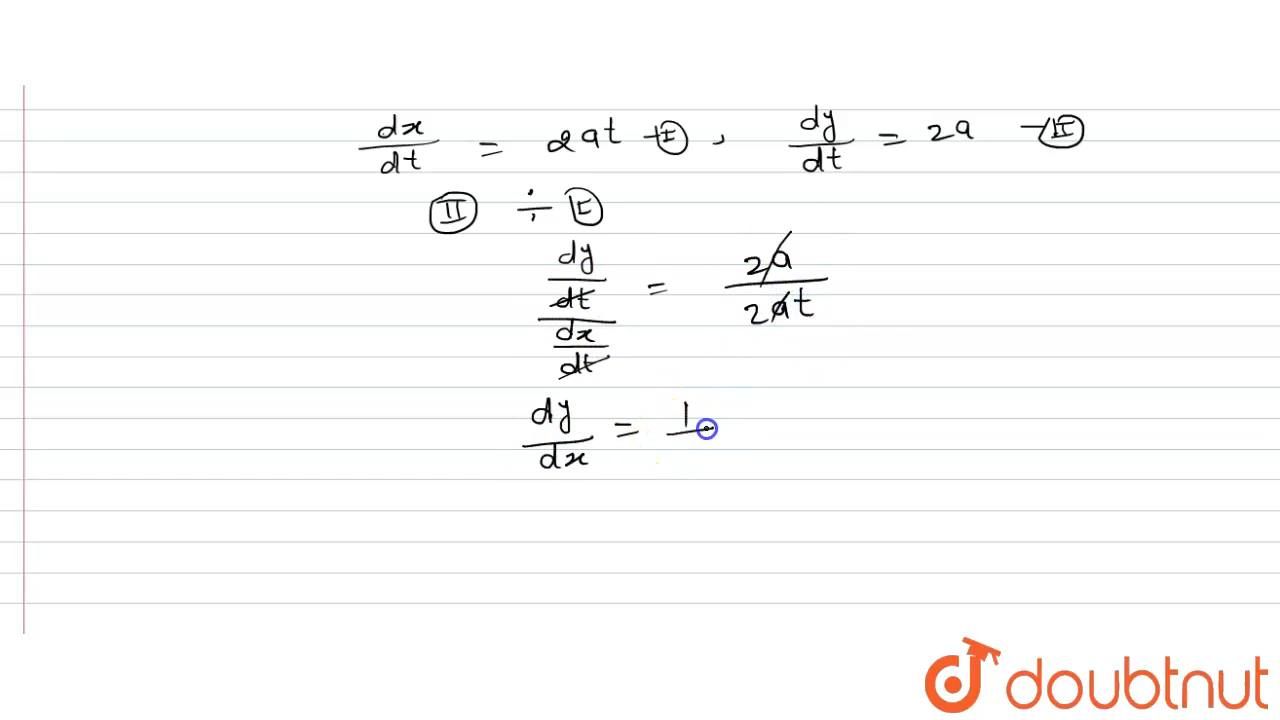 dx/dt = 2at —Ⓘ , dy/dt = 2a —Ⓘⓘ
Ⓘⓘ ÷ Ⓘ
dy/dt / dx/dt = 2a / 2at
dy/dx = 1/
doubtnut